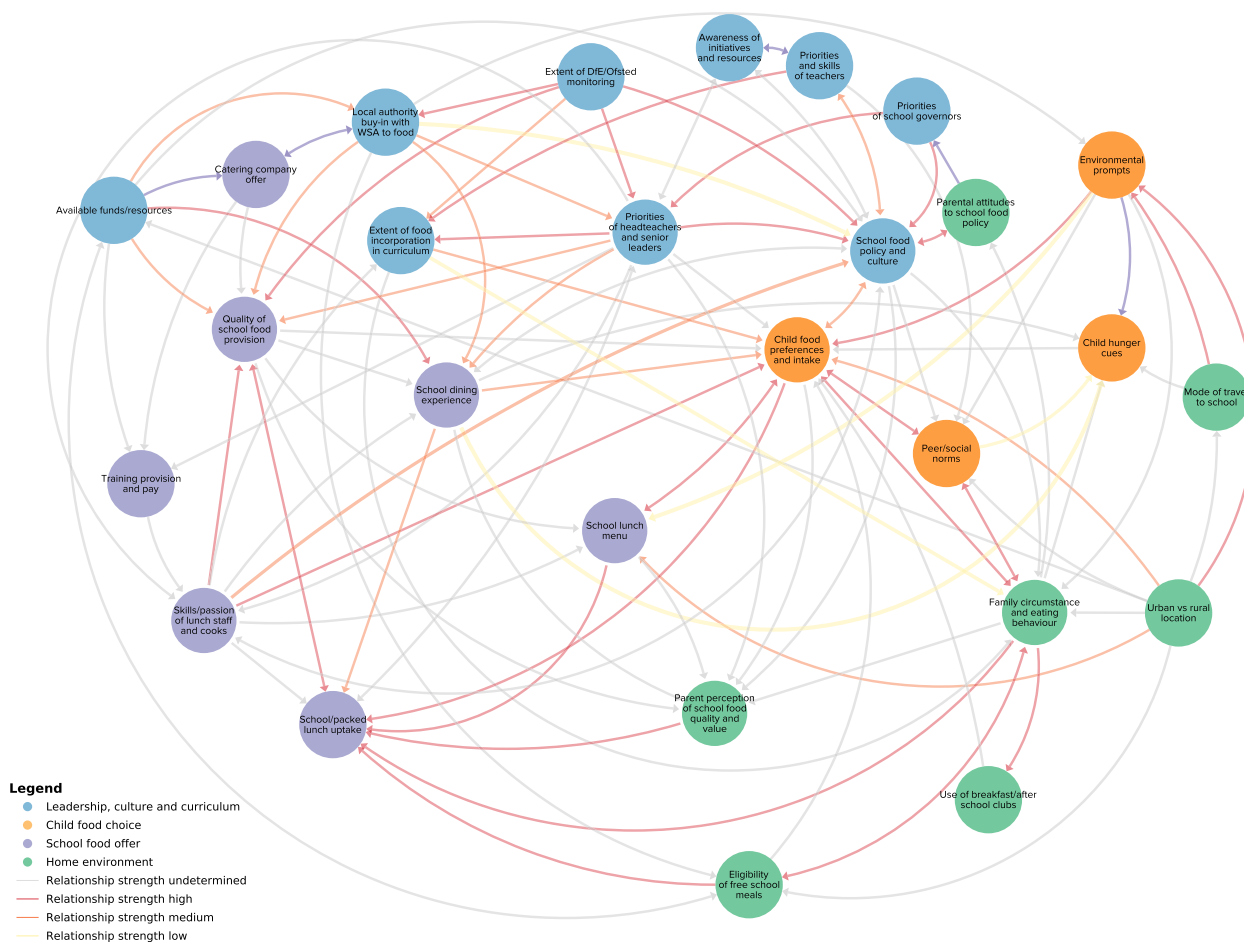 Awareness of
initiatives
and resources
Priorities
and skills
of teachers
Extent of DfE/Ofsted
monitoring
Priorities
of school governors
Local authority
buy-in with
WSA to food
Catering company
offer
Environmental
prompts
Available funds/resources
Extent of food
incorporation
in curriculum
Priorities
of headteachers
and senior
leaders
School food
policy and
culture
Parental attitudes
to school food
policy
Quality of
school food
provision
Child food
preferences
and intake
Child hunger
cues
School dining
experience
Mode of trave
to school
Peer/social
norms
Training provision
and pay
School lunch
menu
Skills/passion
of lunch staff
and cooks
Family circumstance
and eating
behaviour
Urban vs rural
location
School/packed
lunch uptake
Parent perception
of school food
quality and
value
Use of breakfast/after
school clubs
Eligibility
of free school
meals
Legend
Leadership, culture and curriculum
Child food choice
School food offer
Home environment
Relationship strength undetermined
Relationship strength high
Relationship strength medium
Relationship strength low